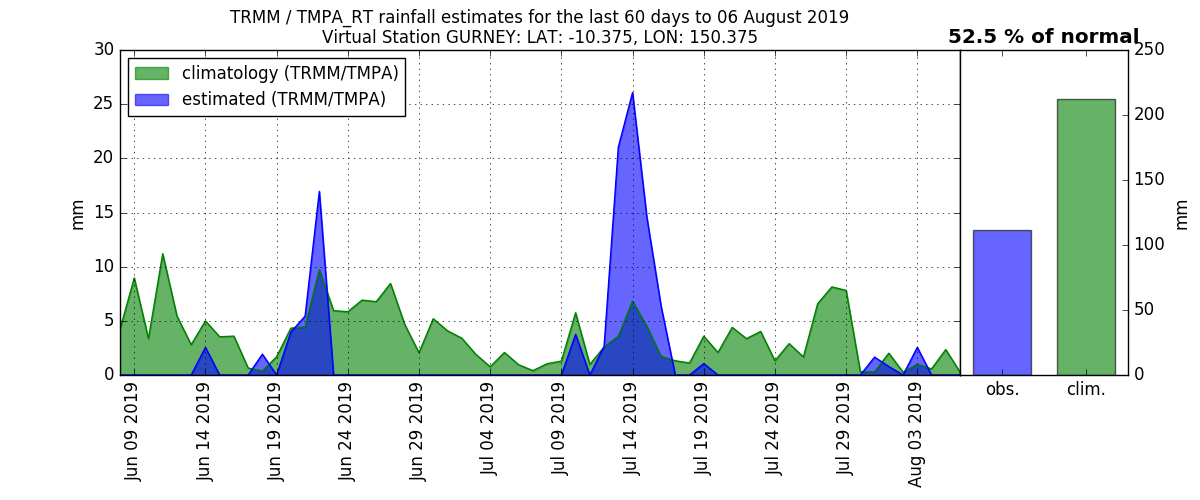 TRMM / TMPA_RT rainfall estimates for the last 60 days to 06 August 2019
Virtual Station GURNEY: LAT: -10.375, LON: 150.375
52.5 % of normal
climatology (TRMM/TMPA)
estimated (TRMM/TMPA)
30
25
20
15
10
5
0
mm
Jun 09 2019
Jun 14 2019
Jun 19 2019
Jun 24 2019
Jun 29 2019
Jul 04 2019
Jul 09 2019
Jul 14 2019
Jul 19 2019
Jul 24 2019
Jul 29 2019
Aug 03 2019
obs.
clim.
250
200
150
100
50
0
mm